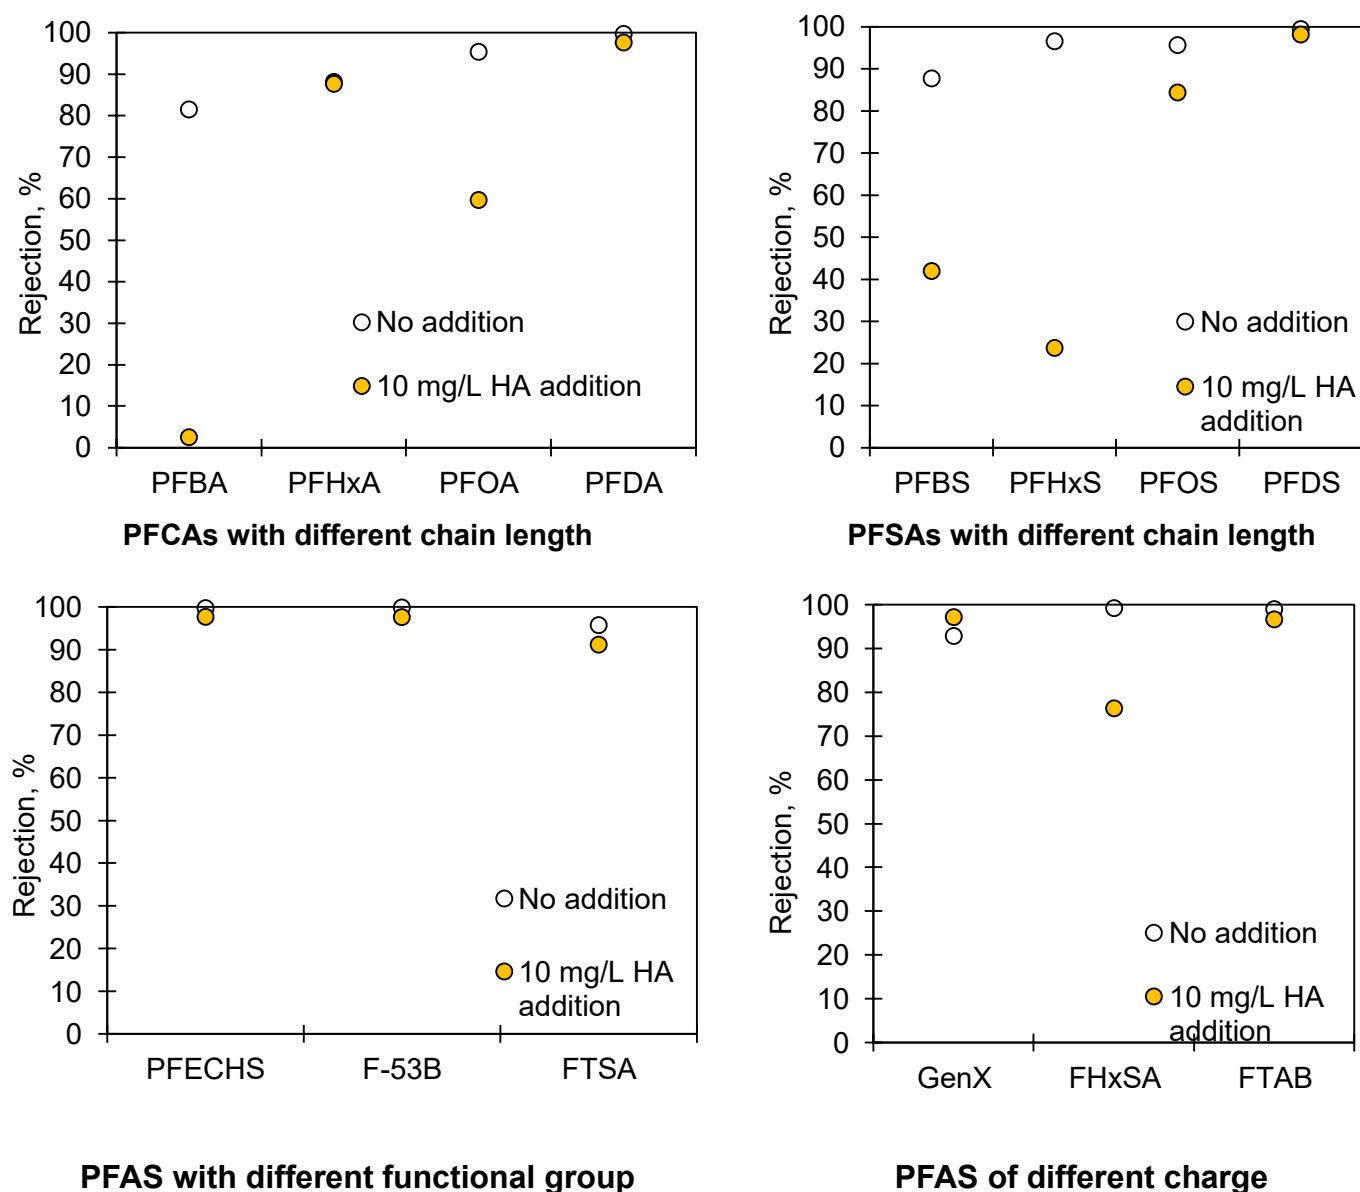 100
90
80
70
60
50
40
30
20
10
0
Rejection, %
No addition
10 mg/L HA addition
PFBA PFHxA PFOA PFDA
PFCAs with different chain length
100
90
80
70
60
50
40
30
20
10
0
Rejection, %
No addition
10 mg/L HA
addition
PFBS PFHxS PFOS PFDS
PFSAs with different chain length
100
90
80
70
60
50
40
30
20
10
0
Rejection, %
No addition
10 mg/L HA
addition
PFECHS F-53B FTSA
PFAS with different functional group
100
90
80
70
60
50
40
30
20
10
0
Rejection, %
No addition
10 mg/L HA
addition
GenX FHxSA FTAB
PFAS of different charge